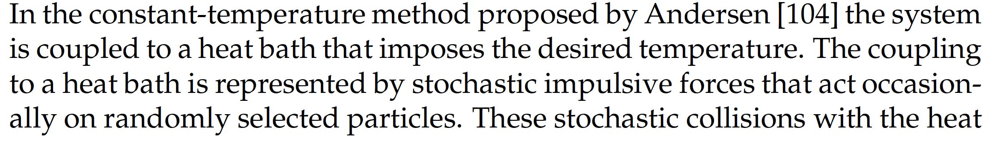 In the constant-temperature method proposed by Andersen [104] the system
is coupled to a heat bath that imposes the desired temperature. The coupling
to a heat bath is represented by stochastic impulsive forces that act occasion-
ally on randomly selected particles. These stochastic collisions with the heat